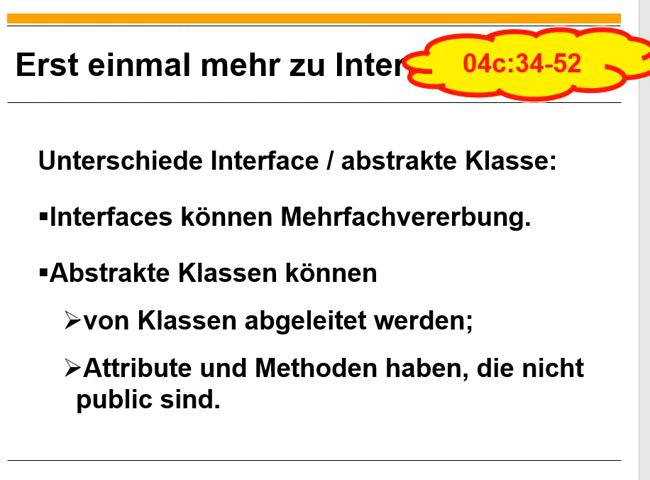 Erst einmal mehr zu Inter
04c:34-52
Unterschiede Interface / abstrakte Klasse:
▪Interfaces können Mehrfachvererbung.
▪Abstrakte Klassen können
➢von Klassen abgeleitet werden;
➢Attribute und Methoden haben, die nicht
public sind.